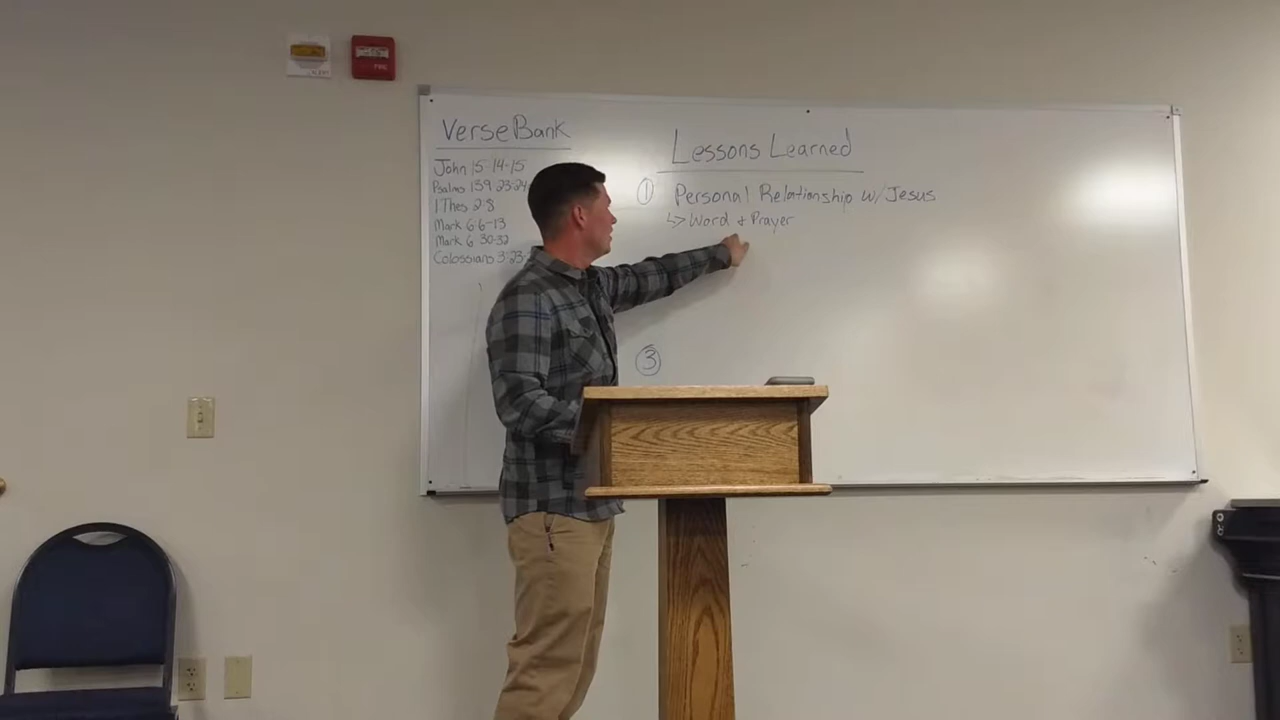 FIRE
Verse Bank
John 15-14-15
Psalms 139 23-24
1 Thes 2-8
Mark 6:6-13
Mark 6 30-32
Colossians 3-23-
Lessons Learned
① Personal Relationship w/ Jesus
↳> Word & Prayer
③